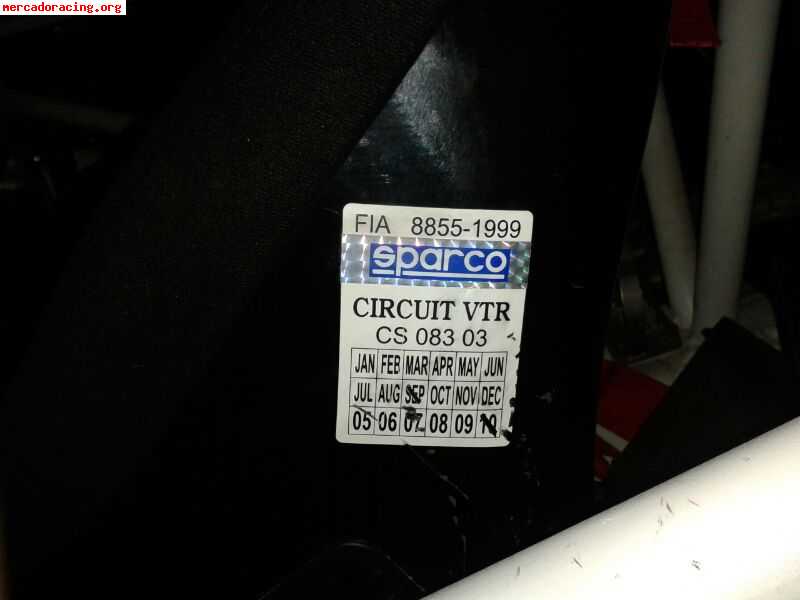 mercadoracing.org
FIA 8855-1999
sparco
CIRCUIT VTR
CS 083 03
JAN FEB MAR APR MAY JUN
JUL AUG SEP OCT NOV DEC
05 06 07 08 09 10